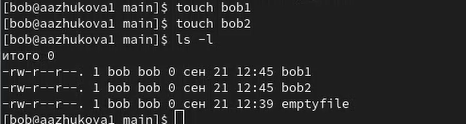 [bob@aazhukova1 main]$ touch bob1
[bob@aazhukova1 main]$ touch bob2
[bob@aazhukova1 main]$ ls -l
итого 0
-rw-r--r--. 1 bob bob 0 сен 21 12:45 bob1
-rw-r--r--. 1 bob bob 0 сен 21 12:45 bob2
-rw-r--r--. 1 bob bob 0 сен 21 12:39 emptyfile
[bob@aazhukova1 main]$